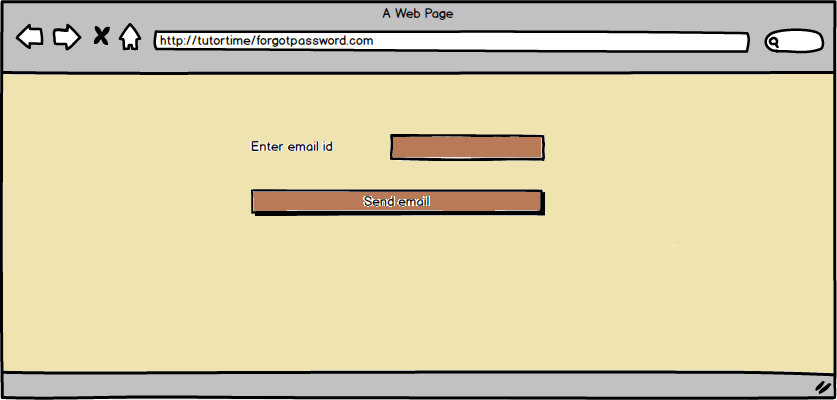 A Web Page
http://tutortime/forgotpassword.com
Enter email id
Send email